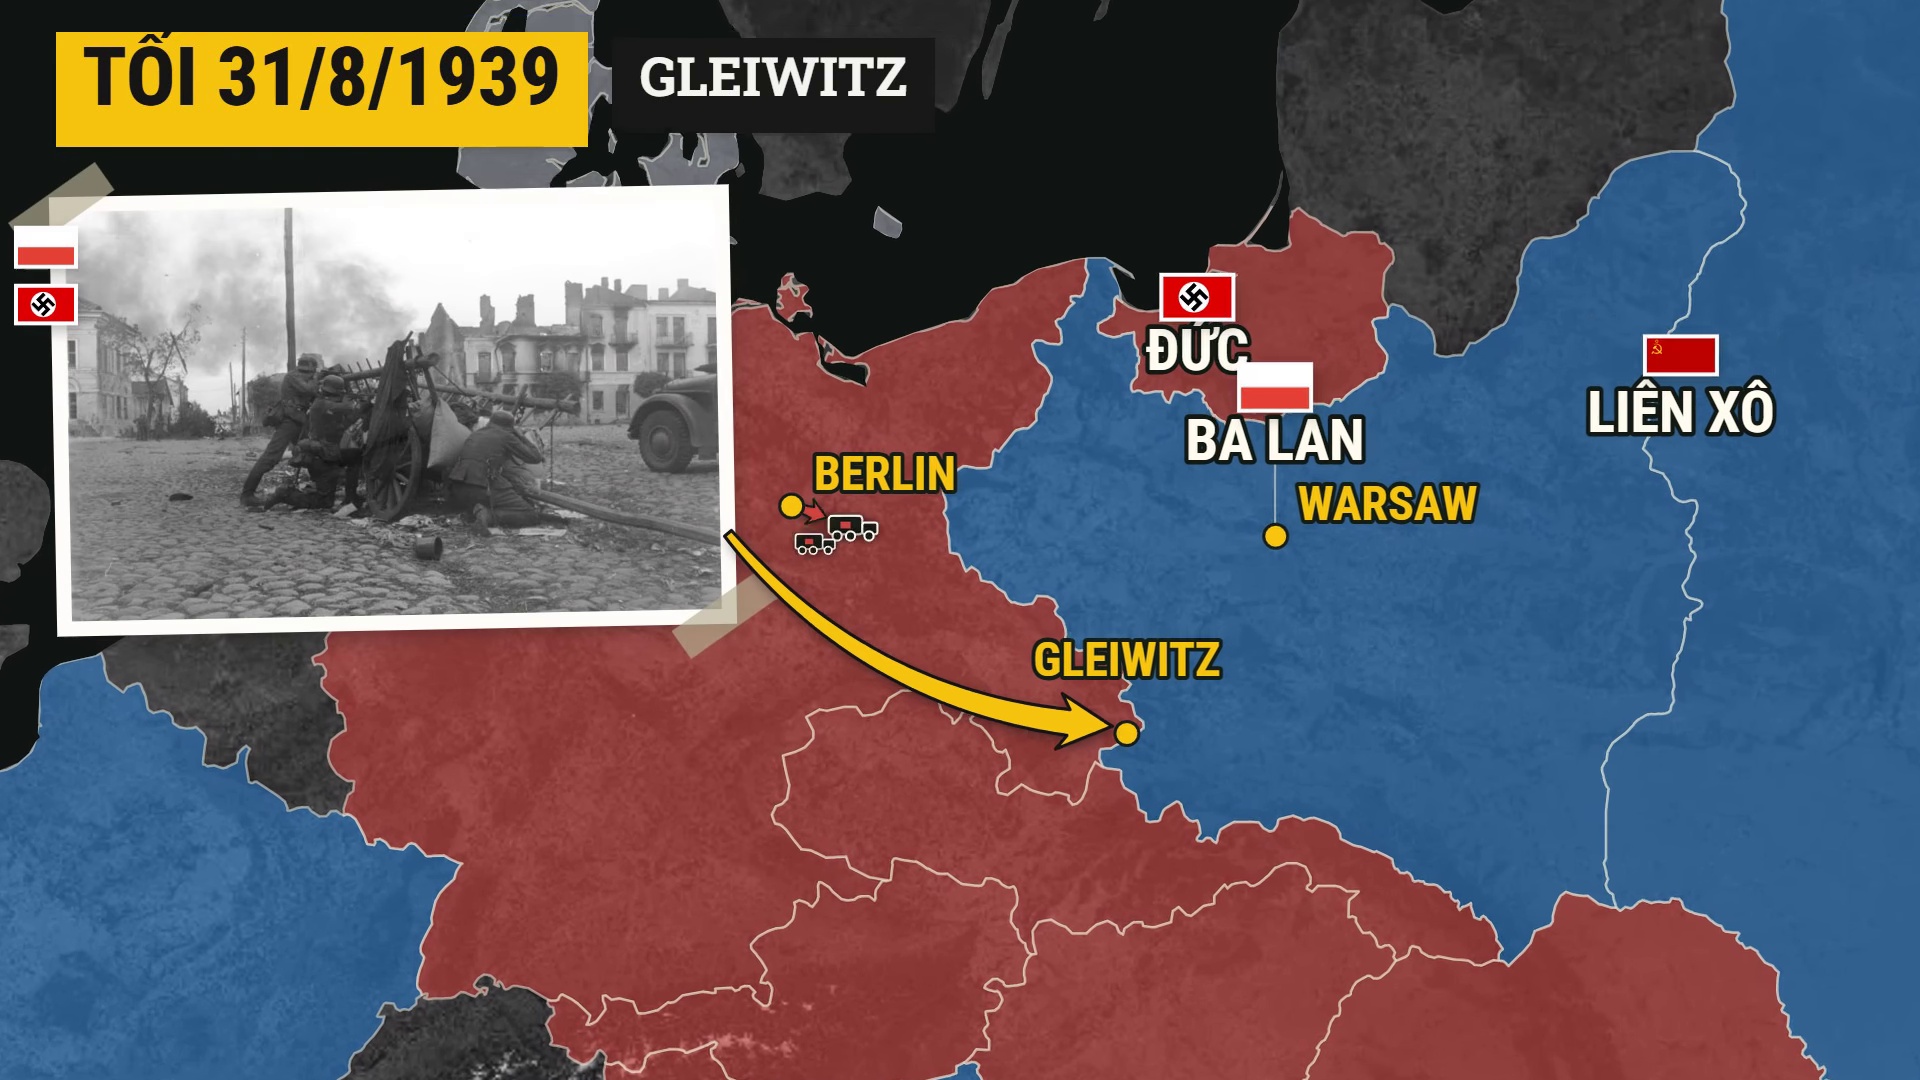 TỐI 31/8/1939
GLEIWITZ
ĐỨC
BA LAN
LIÊN XÔ
BERLIN
WARSAW
GLEIWITZ